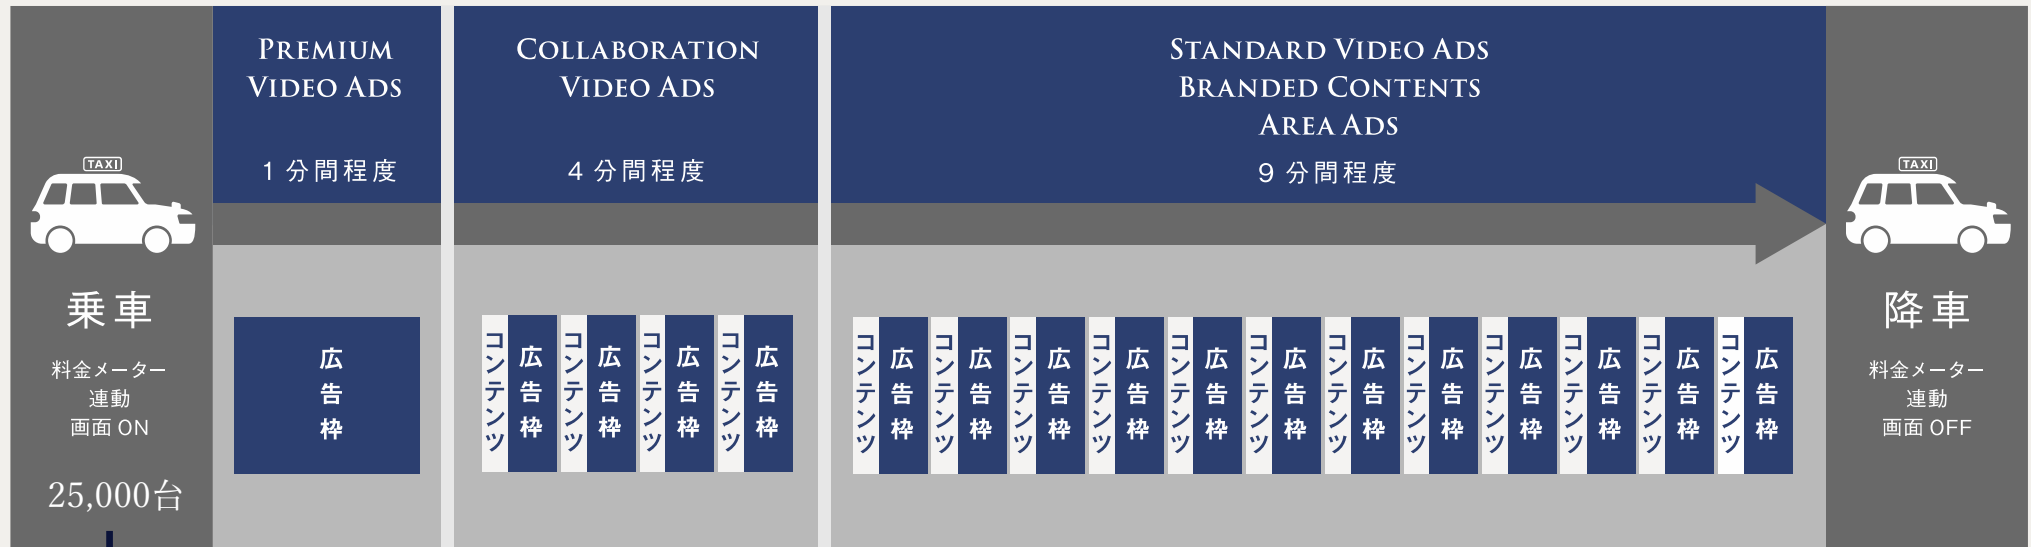 TAXI
乗車
料金メーター
連動
画面 ON
25,000台
PREMIUM
VIDEO ADS
1 分間程度
広告枠
COLLABORATION
VIDEO ADS
4 分間程度
コンテンツ
広告枠
コンテンツ
広告枠
コンテンツ
広告枠
コンテンツ
広告枠
STANDARD VIDEO ADS
BRANDED CONTENTS
AREA ADS
9 分間程度
コンテンツ
広告枠
コンテンツ
広告枠
コンテンツ
広告枠
コンテンツ
広告枠
コンテンツ
広告枠
コンテンツ
広告枠
コンテンツ
広告枠
コンテンツ
広告枠
コンテンツ
広告枠
コンテンツ
広告枠
コンテンツ
広告枠
コンテンツ
広告枠
TAXI
降車
料金メーター
連動
画面 OFF